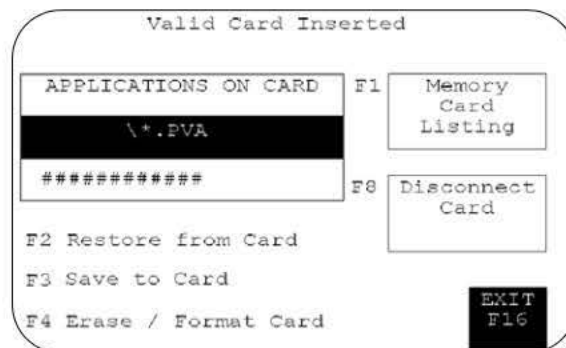 Valid Card Inserted
APPLICATIONS ON CARD
\*.PVA
############
F1 Memory
Card
Listing
F8 Disconnect
Card
F2 Restore from Card
F3 Save to Card
F4 Erase / Format Card
EXIT
F16